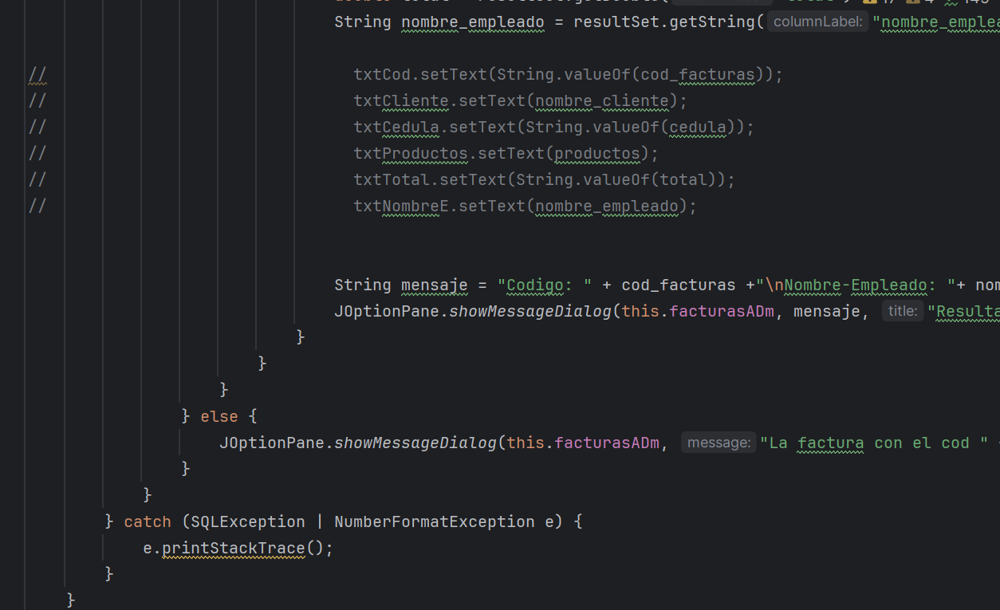 String nombre_empleado = resultSet.getString( columnLabel: "nombre_emplea
// txtCod.setText(String.valueOf(cod_facturas));
// txtCliente.setText(nombre_cliente);
// txtCedula.setText(String.valueOf(cedula));
// txtProductos.setText(productos);
// txtTotal.setText(String.valueOf(total));
// txtNombreE.setText(nombre_empleado);
String mensaje = "Codigo: " + cod_facturas +"\nNombre-Empleado: "+ nom
JOptionPane.showMessageDialog(this.facturasADm, mensaje, title: "Resulta
}
}
}
} else {
JOptionPane.showMessageDialog(this.facturasADm, message: "La factura con el cod "
}
}
} catch (SQLException | NumberFormatException e) {
e.printStackTrace();
}
}